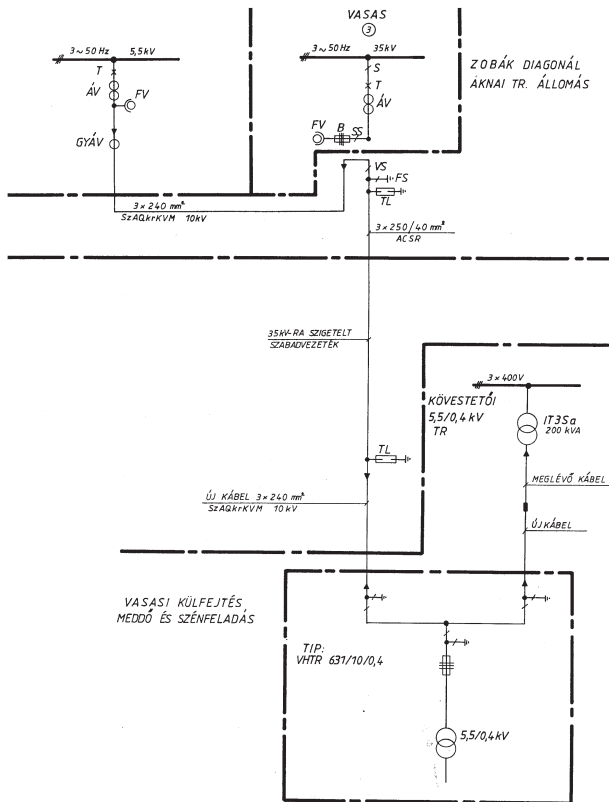 VASAS
3
3~50 Hz 5,5kV
3~50 Hz 35kV
ZOBÁK DIAGONÁL
AKNAI TR. ÁLLOMÁS
T
ÁV
FV
GYÁV
S
T
ÁV
FV
B
SS
VS
FS
TL
3×240 mm²
SzAQkrKVM 10kV
3×250/40 mm²
ACSR
35kV-RA SZIGETELT
SZABADVEZETÉK
3×400V
KÖVESTETŐI
5,5/0,4 kV
TR
IT3Sa
200 kVA
TL
MEGLÉVŐ KÁBEL
ÚJ KÁBEL 3×240 mm²
SzAQkrKVM 10kV
ÚJ KÁBEL
VASASI KÜLFEJTÉS
MEDDŐ ÉS SZÉNFELADÁS
TIP:
VHTR 631/10/0,4
5,5/0,4kV